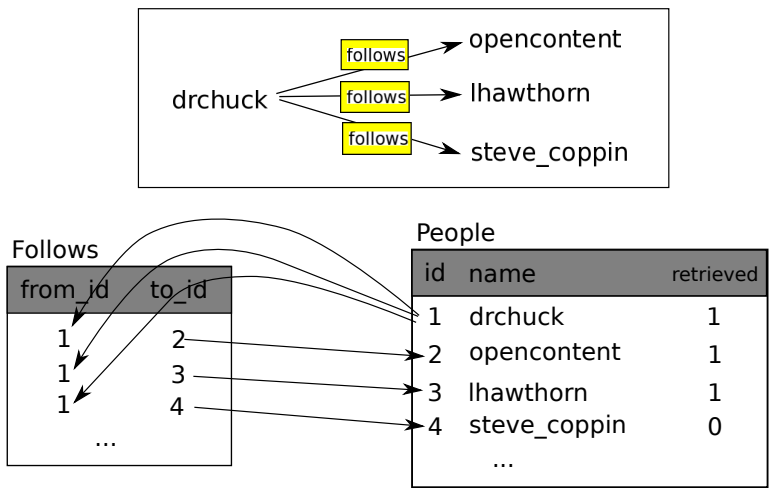 follows
opencontent
drchuck
follows
lhawthorn
follows
steve_coppin
Follows
from_id to_id
1 2
1 3
1 4
...
People
id name retrieved
1 drchuck 1
2 opencontent 1
3 lhawthorn 1
4 steve_coppin 0
...